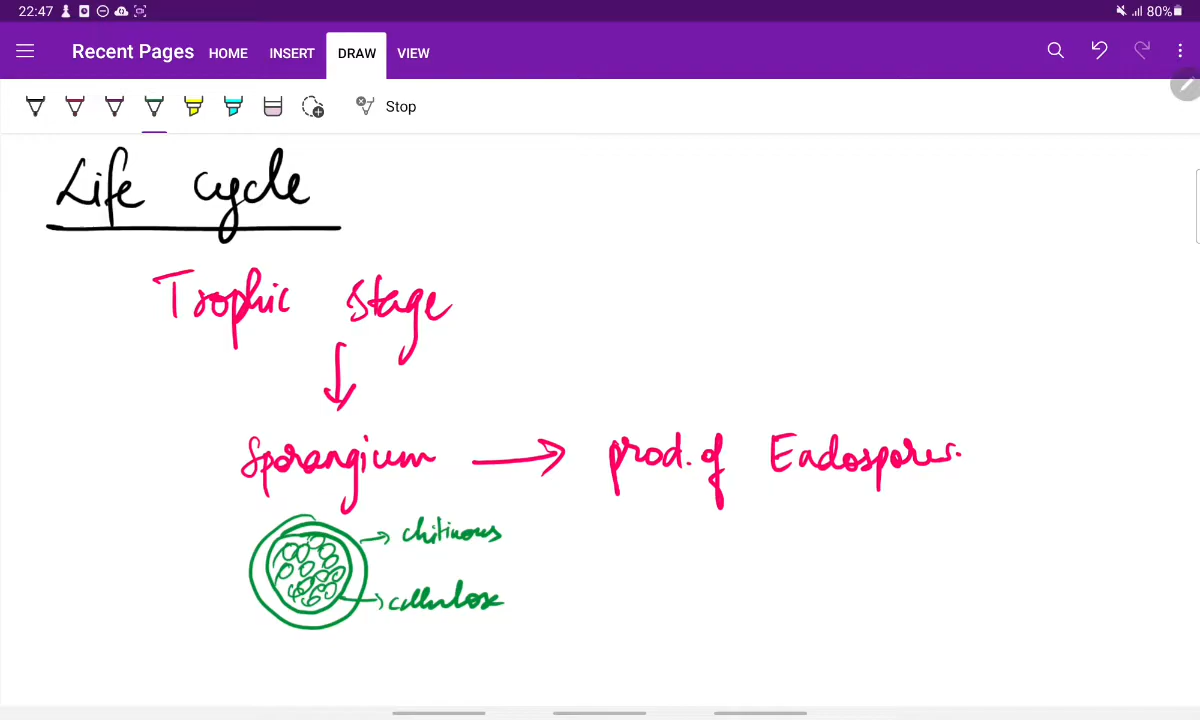 22:47 80%
Recent Pages HOME INSERT DRAW VIEW
Stop
Life cycle
Trophic stage
Sporangium → prod. of Endospores.
→ chitinous
→ cellulose